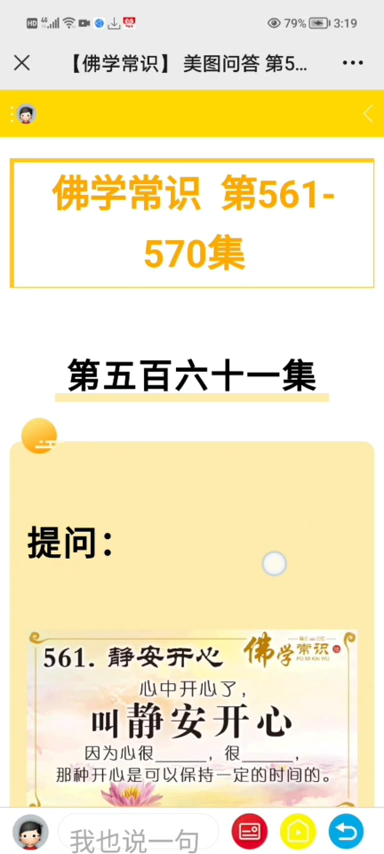 79% 3:19
【佛学常识】 美图问答 第5...
佛学常识 第561-
570集
第五百六十一集
提问：
561. 静安开心
佛学常识
心中开心了，
叫静安开心
因为心很______，很______，
那种开心是可以保持一定的时间的。
我也说一句